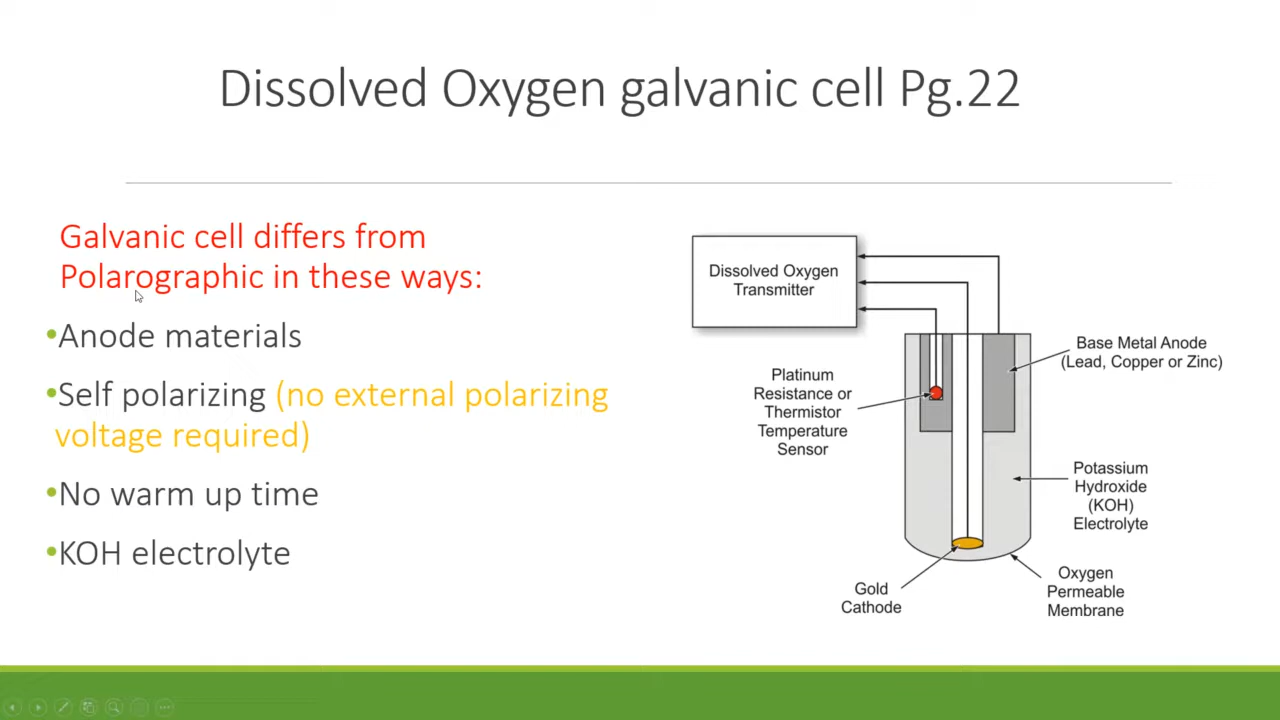 Dissolved Oxygen galvanic cell Pg.22
Galvanic cell differs from
Polarographic in these ways:
•Anode materials
•Self polarizing (no external polarizing
voltage required)
•No warm up time
•KOH electrolyte
Dissolved Oxygen
Transmitter
Platinum
Resistance or
Thermistor
Temperature
Sensor
Base Metal Anode
(Lead, Copper or Zinc)
Potassium
Hydroxide
(KOH)
Electrolyte
Gold
Cathode
Oxygen
Permeable
Membrane